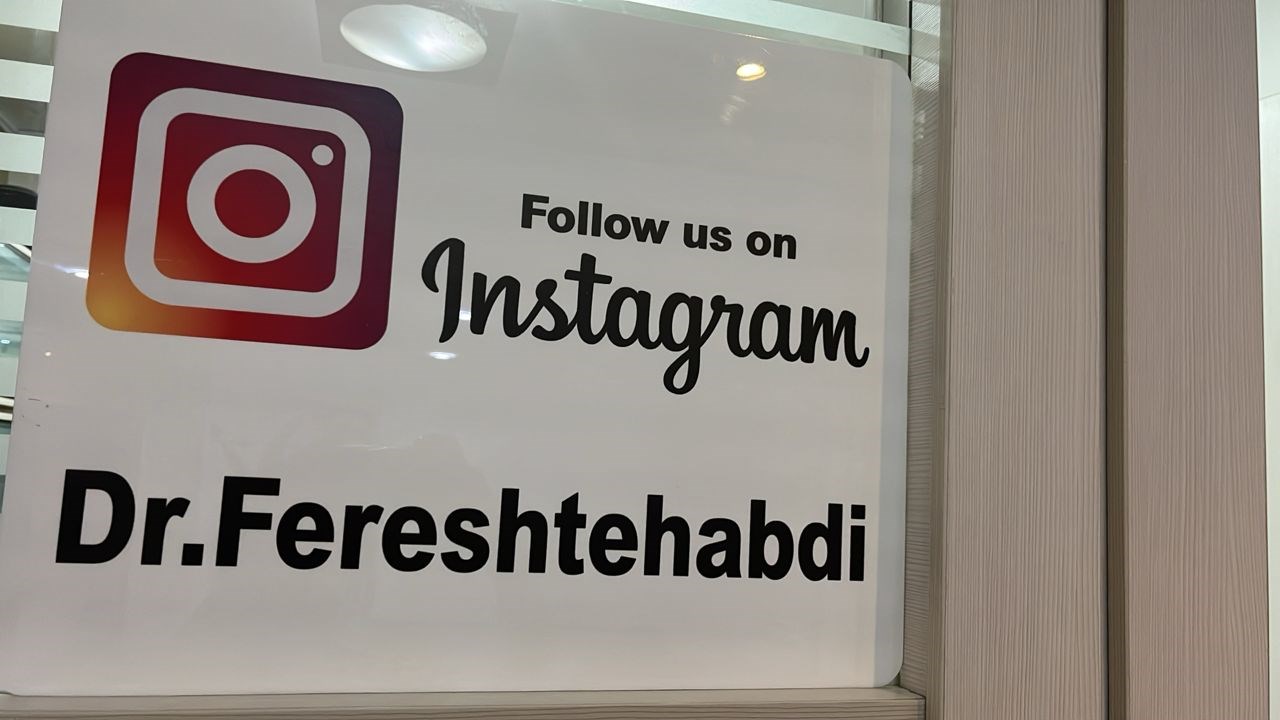 Follow us on
Instagram
Dr.Fereshtehabdi